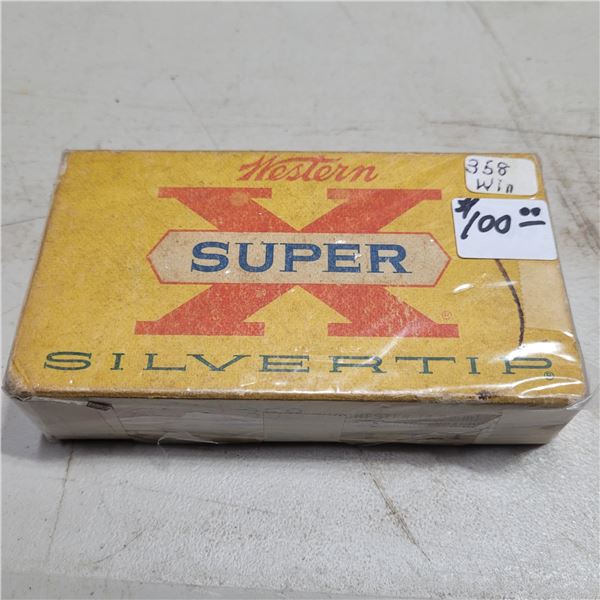 Western
358
Win
$100.00
X
SUPER
®
SILVERTIP®